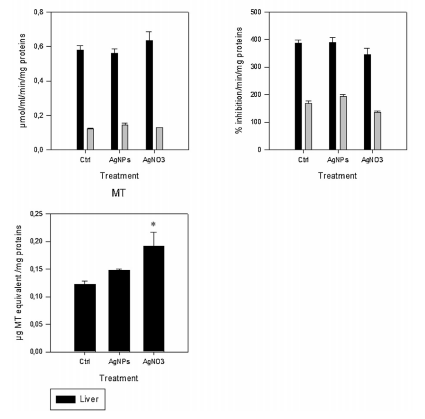 0,8
0,6
0,4
0,2
0,0
µmol/ml/min/mg proteins
Ctrl AgNPs AgNO3
Treatment
500
400
300
200
100
0
% inhibition/min/mg proteins
Ctrl AgNPs AgNO3
Treatment
MT
0,25
0,20
0,15
0,10
0,05
0,00
µg MT equivalent /mg proteins
*
Ctrl AgNPs AgNO3
Treatment
Liver